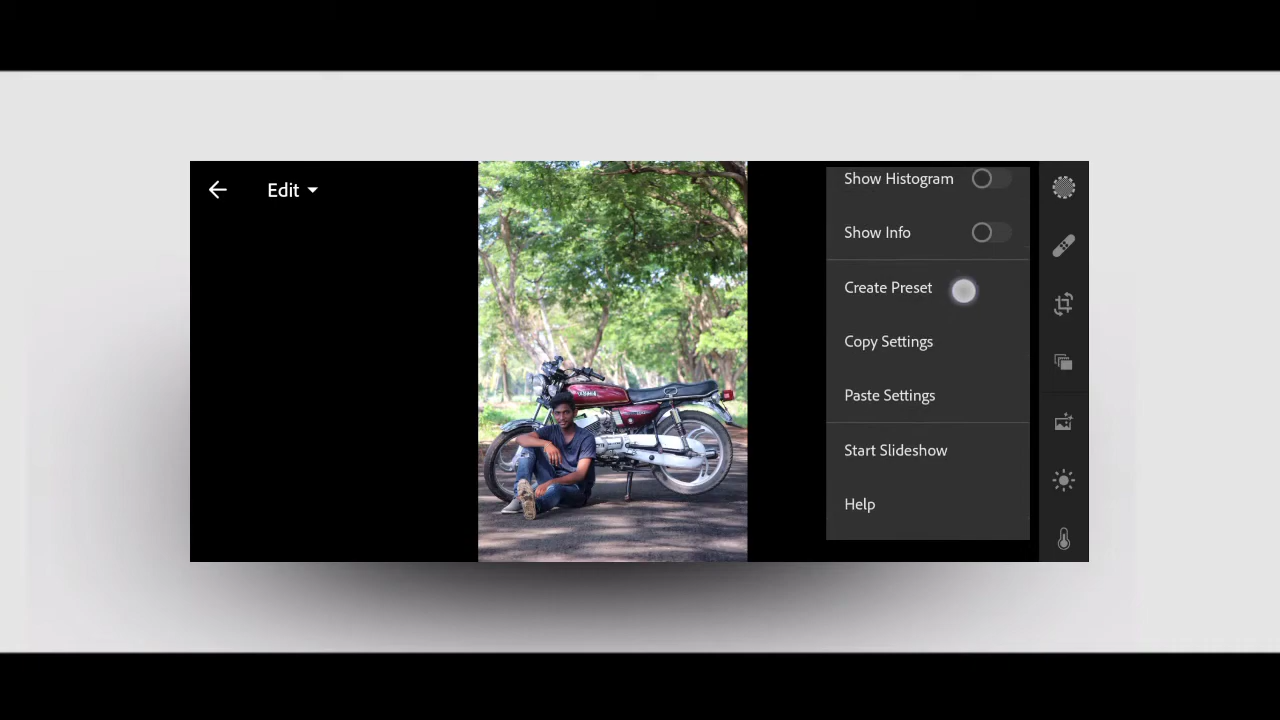 Edit
Show Histogram
Show Info
Create Preset
Copy Settings
Paste Settings
Start Slideshow
Help